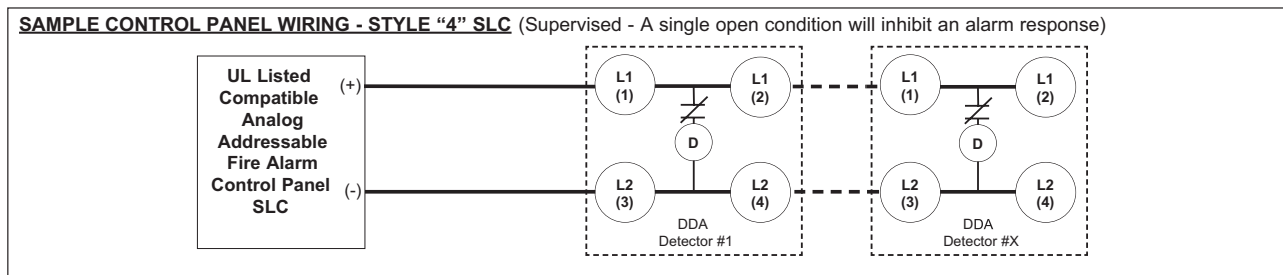 SAMPLE CONTROL PANEL WIRING - STYLE “4” SLC (Supervised - A single open condition will inhibit an alarm response)
UL Listed
Compatible
Analog
Addressable
Fire Alarm
Control Panel
SLC
(+)
(-)
L1
(1)
L1
(2)
D
L2
(3)
L2
(4)
DDA
Detector #1
L1
(1)
L1
(2)
D
L2
(3)
L2
(4)
DDA
Detector #X